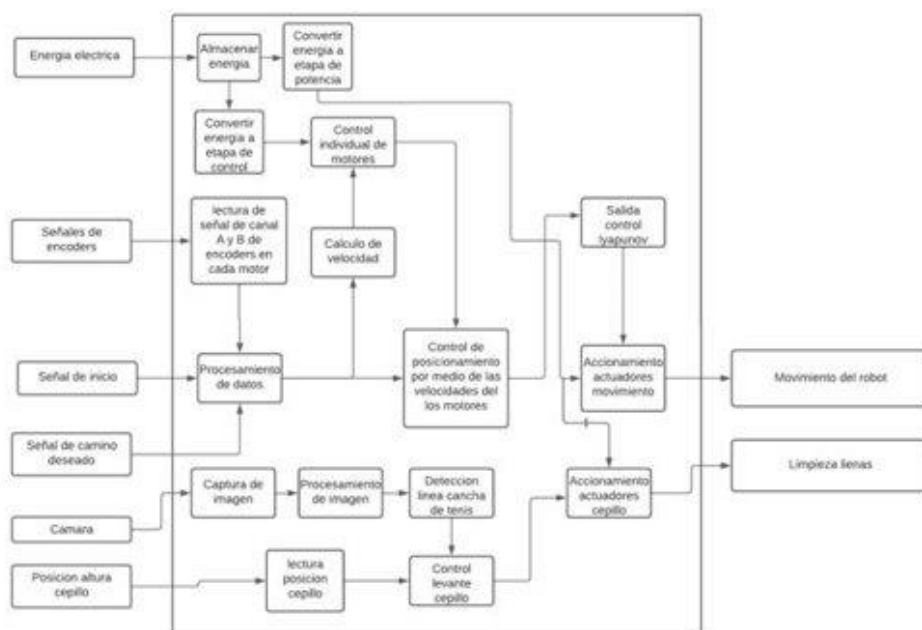 Energia electrica
Almacenar
energia
Convertir
energia a
etapa de
potencia
Convertir
energia a
etapa de
control
Control
individual de
motores
Señales de
encoders
lectura de
señal de canal
A y B de
encoders en
cada motor
Calculo de
velocidad
Salida
control
lyapunov
Señal de inicio
Procesamiento
de datos
Control de
posicionamiento
por medio de las
velocidades del
los motores
Accionamiento
actuadores
movimiento
Movimiento del robot
Señal de camino
deseado
Camara
Captura de
imagen
Procesamiento
de imagen
Deteccion
linea cancha
de tenis
Accionamiento
actuadores
cepillo
Limpieza lienas
Posicion altura
cepillo
lectura
posicion
cepillo
Control
levante
cepillo